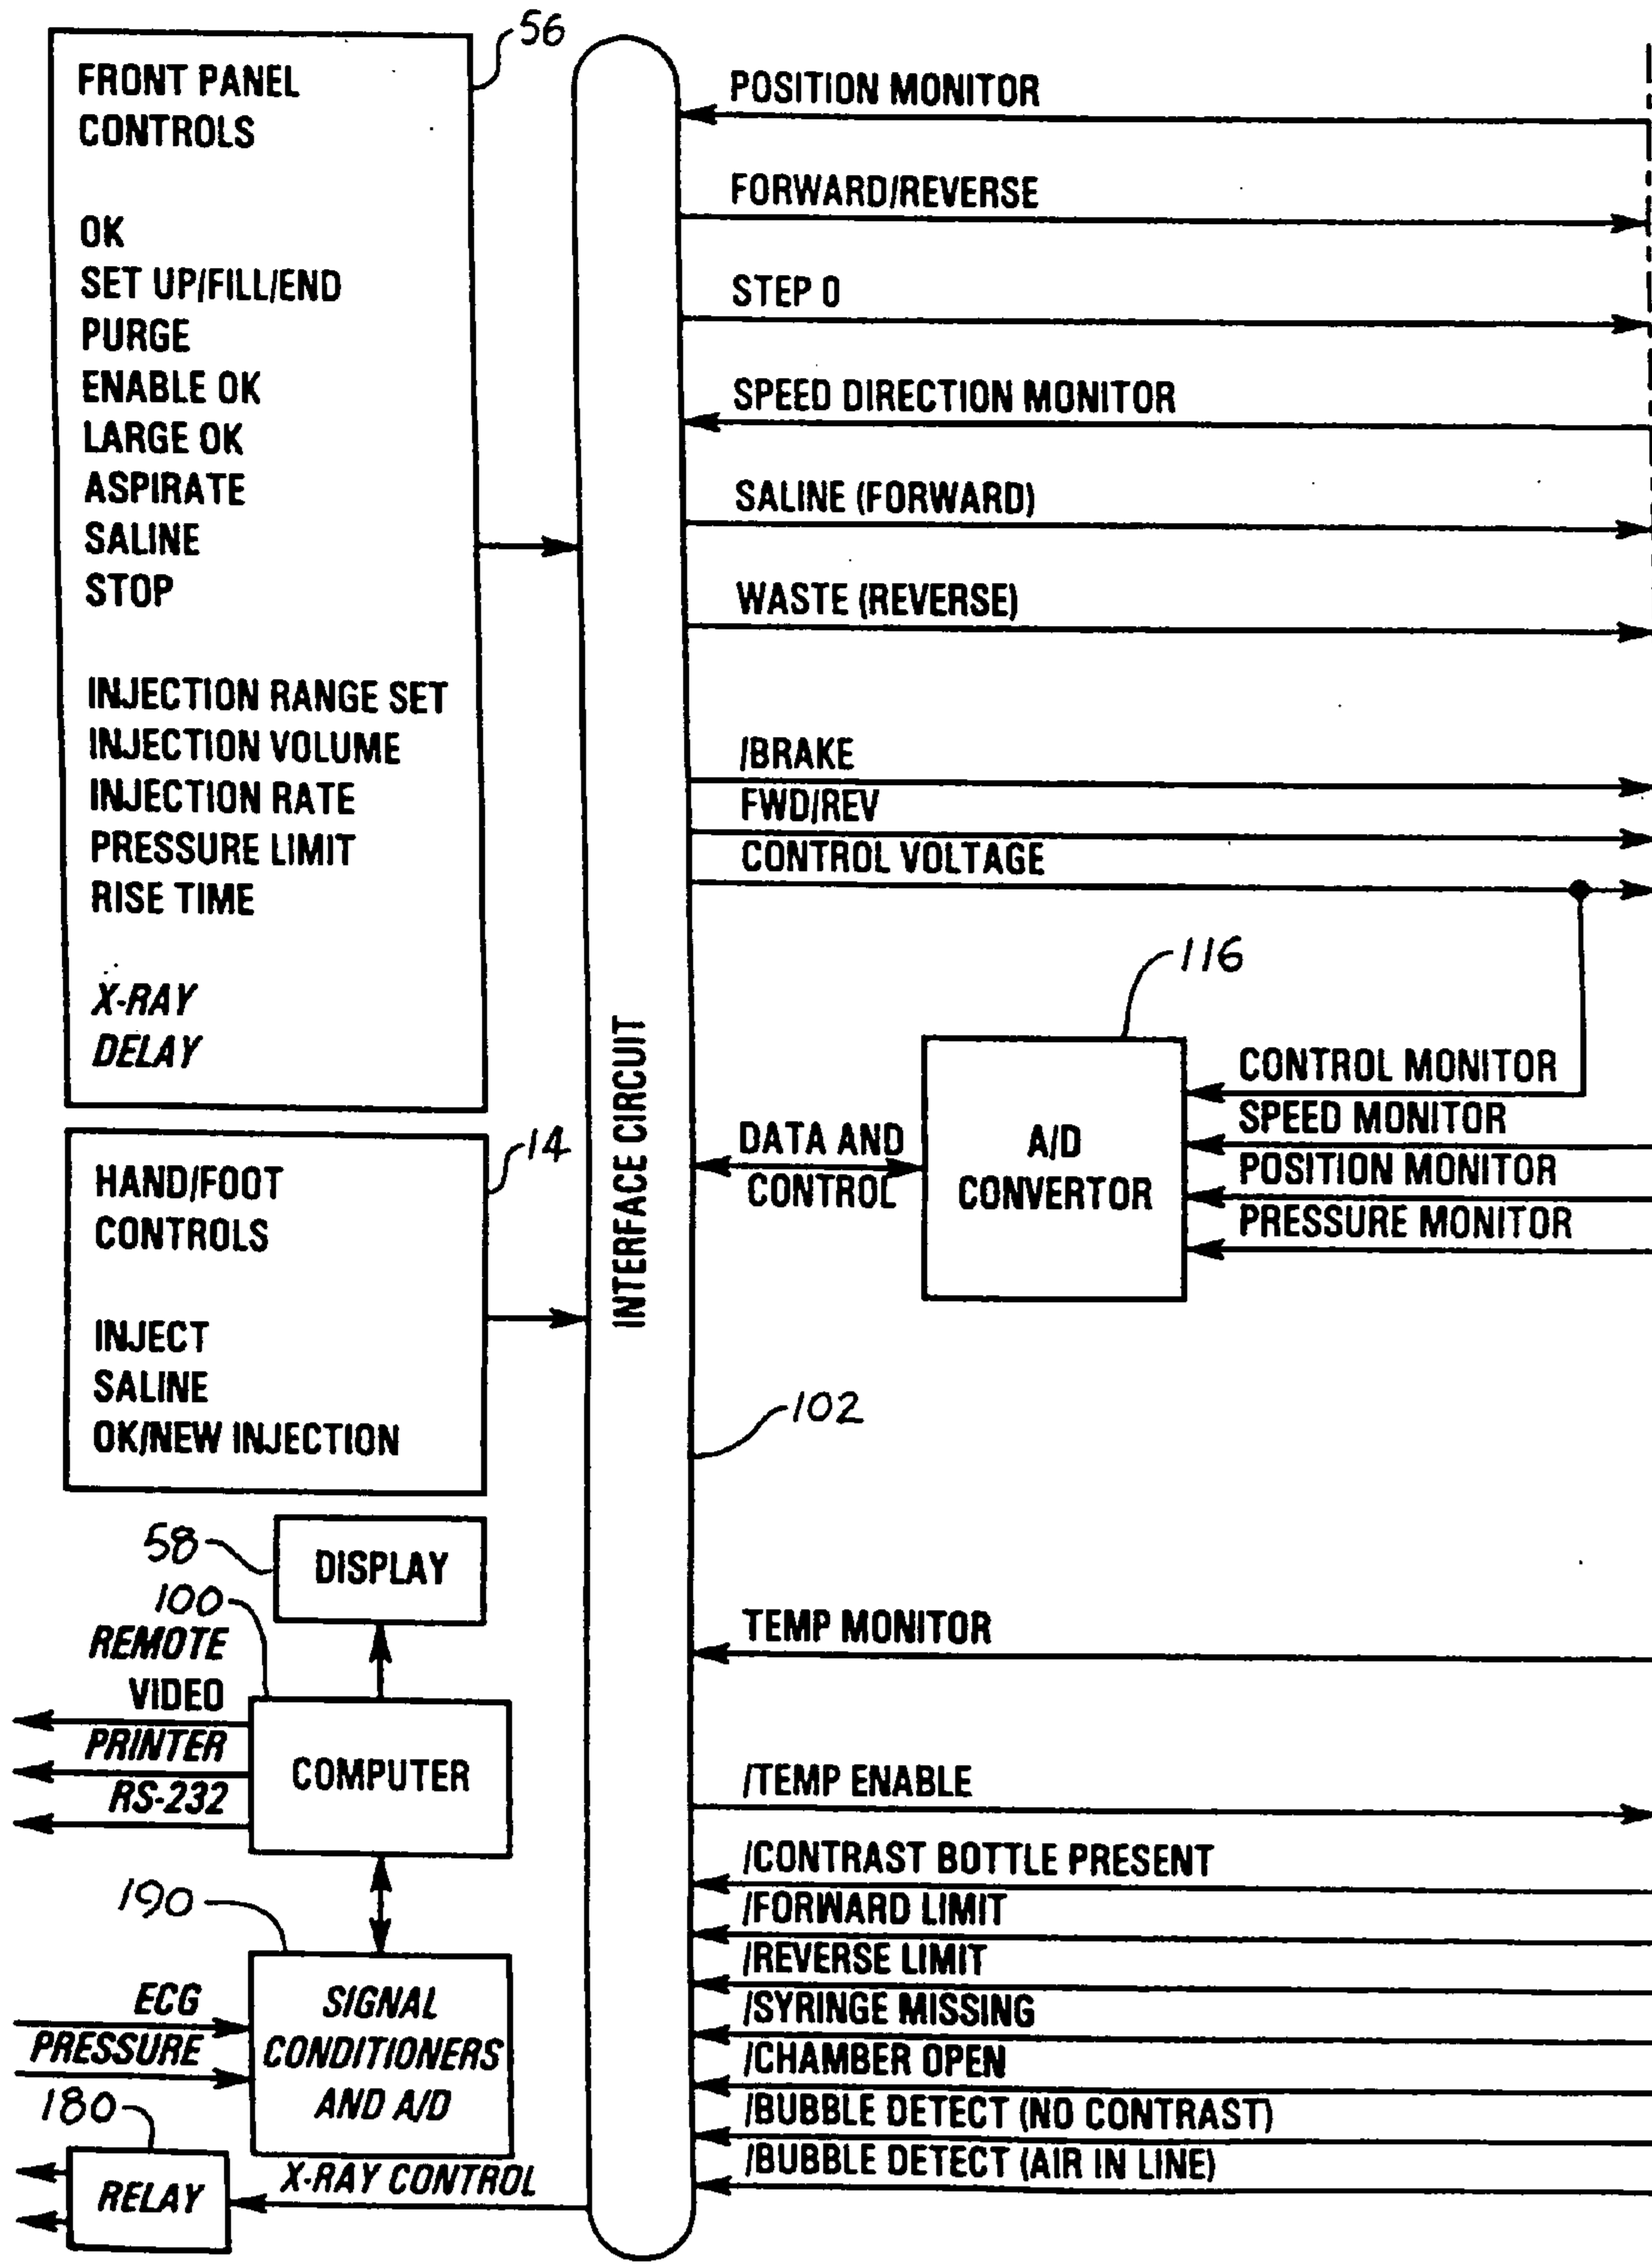 56
FRONT PANEL
CONTROLS
OK
SET UP/FILL/END
PURGE
ENABLE OK
LARGE OK
ASPIRATE
SALINE
STOP
INJECTION RANGE SET
INJECTION VOLUME
INJECTION RATE
PRESSURE LIMIT
RISE TIME
X-RAY
DELAY
14
HAND/FOOT
CONTROLS
INJECT
SALINE
OK/NEW INJECTION
58
DISPLAY
100
REMOTE
VIDEO
PRINTER
RS-232
COMPUTER
190
ECG
PRESSURE
SIGNAL
CONDITIONERS
AND A/D
180
RELAY
X-RAY CONTROL
INTERFACE CIRCUIT
102
POSITION MONITOR
FORWARD/REVERSE
STEP 0
SPEED DIRECTION MONITOR
SALINE (FORWARD)
WASTE (REVERSE)
/BRAKE
FWD/REV
CONTROL VOLTAGE
116
DATA AND
CONTROL
A/D
CONVERTOR
CONTROL MONITOR
SPEED MONITOR
POSITION MONITOR
PRESSURE MONITOR
TEMP MONITOR
/TEMP ENABLE
/CONTRAST BOTTLE PRESENT
/FORWARD LIMIT
/REVERSE LIMIT
/SYRINGE MISSING
/CHAMBER OPEN
/BUBBLE DETECT (NO CONTRAST)
/BUBBLE DETECT (AIR IN LINE)